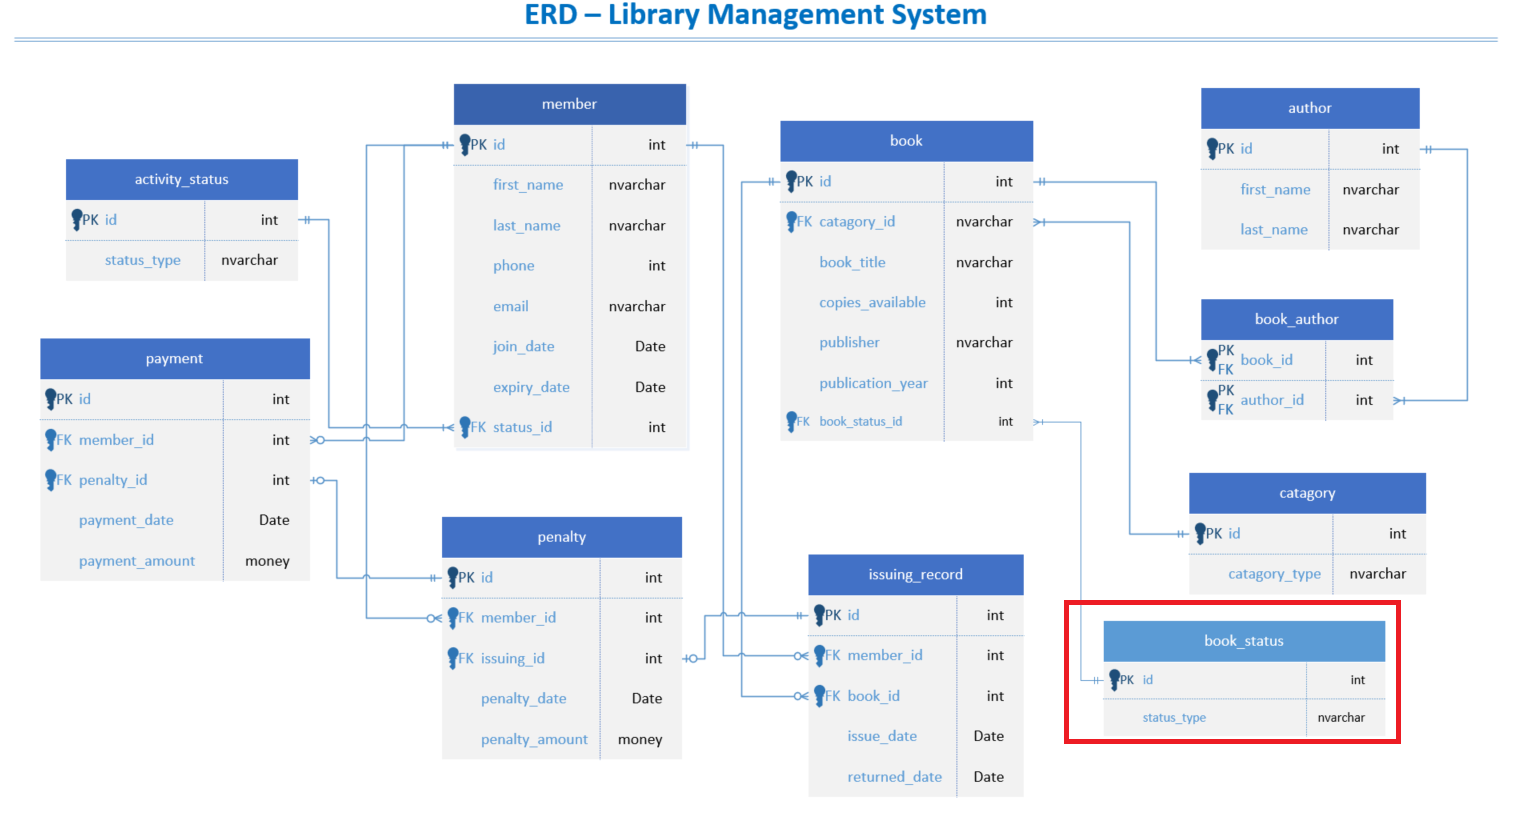 ERD – Library Management System
activity_status
PK id int
status_type nvarchar
payment
PK id int
FK member_id int
FK penalty_id int
payment_date Date
payment_amount money
member
PK id int
first_name nvarchar
last_name nvarchar
phone int
email nvarchar
join_date Date
expiry_date Date
FK status_id int
penalty
PK id int
FK member_id int
FK issuing_id int
penalty_date Date
penalty_amount money
book
PK id int
FK catagory_id nvarchar
book_title nvarchar
copies_available int
publisher nvarchar
publication_year int
FK book_status_id int
issuing_record
PK id int
FK member_id int
FK book_id int
issue_date Date
returned_date Date
author
PK id int
first_name nvarchar
last_name nvarchar
book_author
PK
FK book_id int
PK
FK author_id int
catagory
PK id int
catagory_type nvarchar
book_status
PK id int
status_type nvarchar